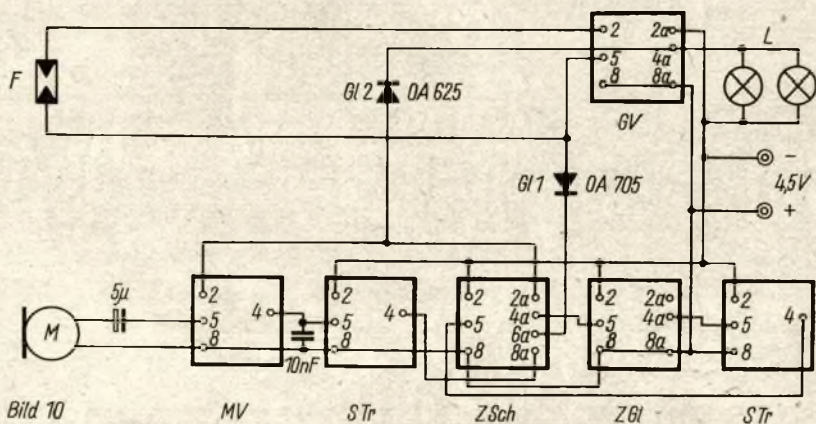 2 2a L
5 4a
8 8a
F
Gl 2 OA 625
GV
Gl 1 OA 705
-
4,5V
+
5μ
M
2
5 4
8
10nF
2
5 4
8
2 2a
5 4a
6a
8 8a
2 2a
5 4a
8 8a
2
5 4
8
Bild 10 MV STr ZSch ZGl STr